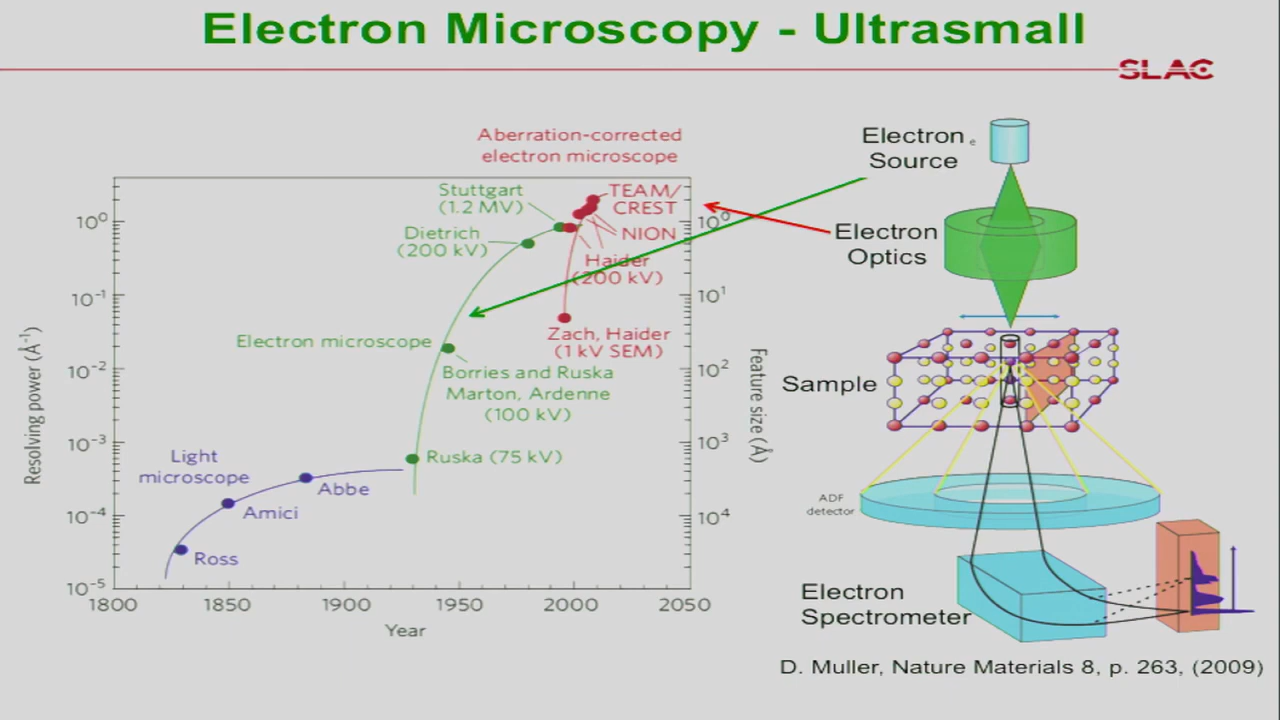 Electron Microscopy - Ultrasmall
SLAC
Aberration-corrected
electron microscope
Stuttgart
(1.2 MV)
TEAM/
CREST
Dietrich
(200 kV)
NION
Haider
(200 kV)
Zach, Haider
(1 kV SEM)
Electron microscope
Borries and Ruska
Marton, Ardenne
(100 kV)
Ruska (75 kV)
Light
microscope
Abbe
Amici
Ross
Resolving power (Å⁻¹)
10⁰
10⁻¹
10⁻²
10⁻³
10⁻⁴
10⁻⁵
10⁰
10¹
10²
10³
10⁴
Feature size (Å)
1800 1850 1900 1950 2000 2050
Year
Electron e
Source
Electron
Optics
Sample
ADF
detector
Electron
Spectrometer
D. Muller, Nature Materials 8, p. 263, (2009)